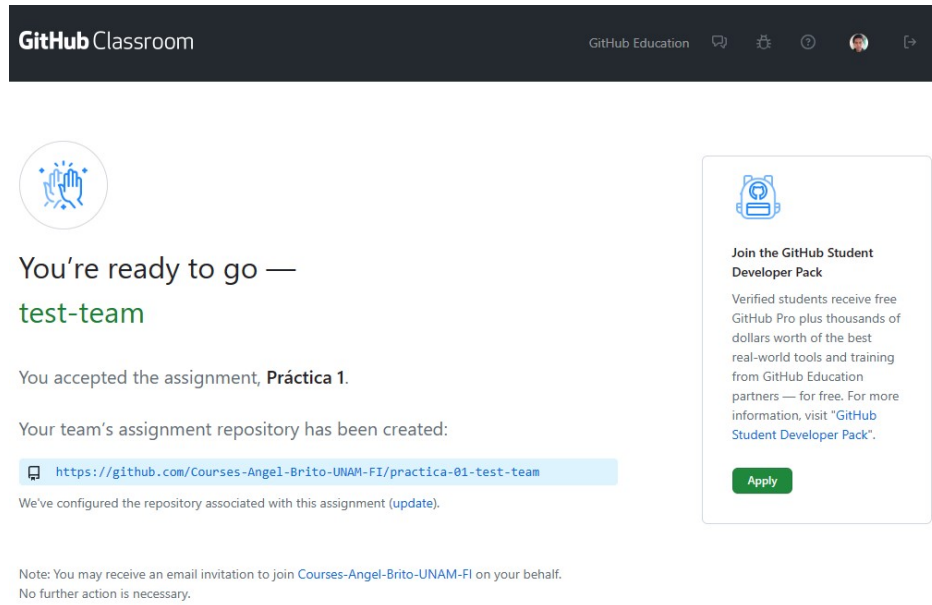 GitHub Classroom
GitHub Education
You're ready to go —
test-team
You accepted the assignment, Práctica 1.
Your team's assignment repository has been created:
https://github.com/Courses-Angel-Brito-UNAM-FI/practica-01-test-team
We've configured the repository associated with this assignment (update).
Note: You may receive an email invitation to join Courses-Angel-Brito-UNAM-FI on your behalf.
No further action is necessary.
Join the GitHub Student
Developer Pack
Verified students receive free
GitHub Pro plus thousands of
dollars worth of the best
real-world tools and training
from GitHub Education
partners — for free. For more
information, visit "GitHub
Student Developer Pack".
Apply